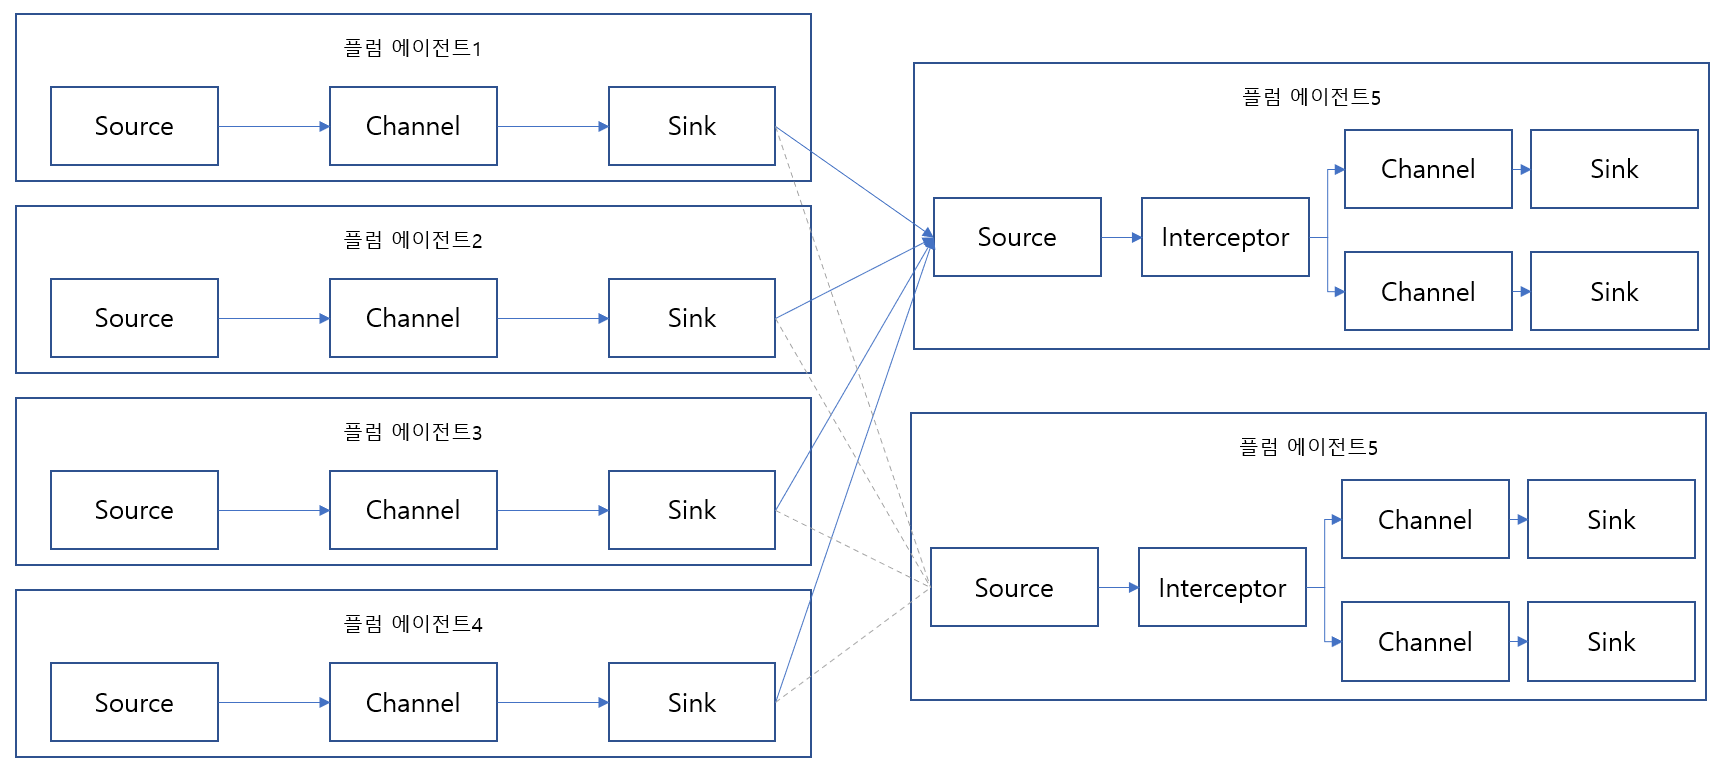 플럼 에이전트1
Source
Channel
Sink
플럼 에이전트2
Source
Channel
Sink
플럼 에이전트3
Source
Channel
Sink
플럼 에이전트4
Source
Channel
Sink
플럼 에이전트5
Source
Interceptor
Channel
Sink
Channel
Sink
플럼 에이전트5
Source
Interceptor
Channel
Sink
Channel
Sink